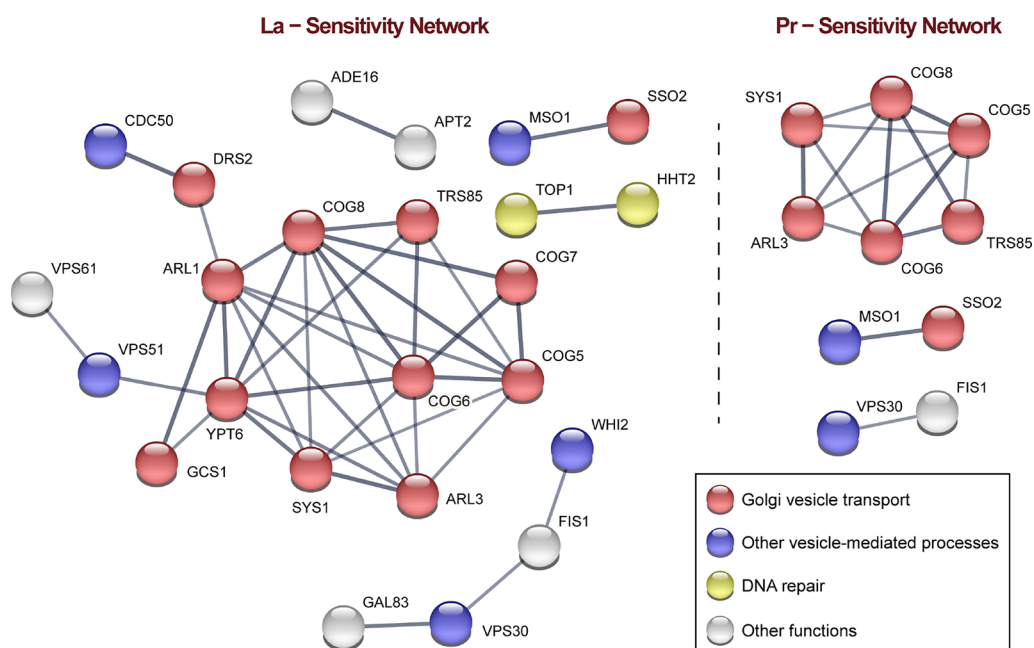 La – Sensitivity Network
Pr – Sensitivity Network
ADE16
APT2
CDC50
DRS2
MSO1
SSO2
TOP1
HHT2
COG8
TRS85
ARL1
COG7
VPS61
VPS51
COG5
COG6
YPT6
GCS1
SYS1
ARL3
WHI2
FIS1
GAL83
VPS30
COG8
SYS1
COG5
ARL3
TRS85
COG6
SSO2
MSO1
FIS1
VPS30
Golgi vesicle transport
Other vesicle-mediated processes
DNA repair
Other functions